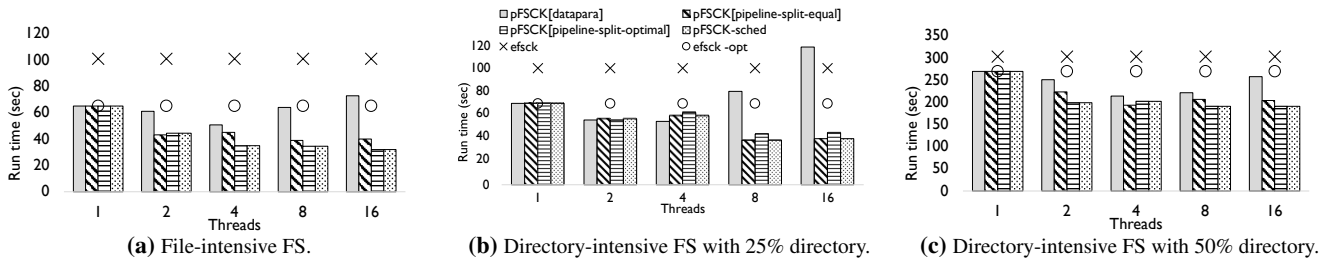 pFSCK[datapara] pFSCK[pipeline-split-equal]
pFSCK[pipeline-split-optimal] pFSCK-sched
efsck efsck -opt
Run time (sec)
120
100
80
60
40
20
0
1 2 4 8 16
Threads
(a) File-intensive FS.
Run time (sec)
120
100
80
60
40
20
0
1 2 4 8 16
Threads
(b) Directory-intensive FS with 25% directory.
Run time (sec)
350
300
250
200
150
100
50
0
1 2 4 8 16
Threads
(c) Directory-intensive FS with 50% directory.